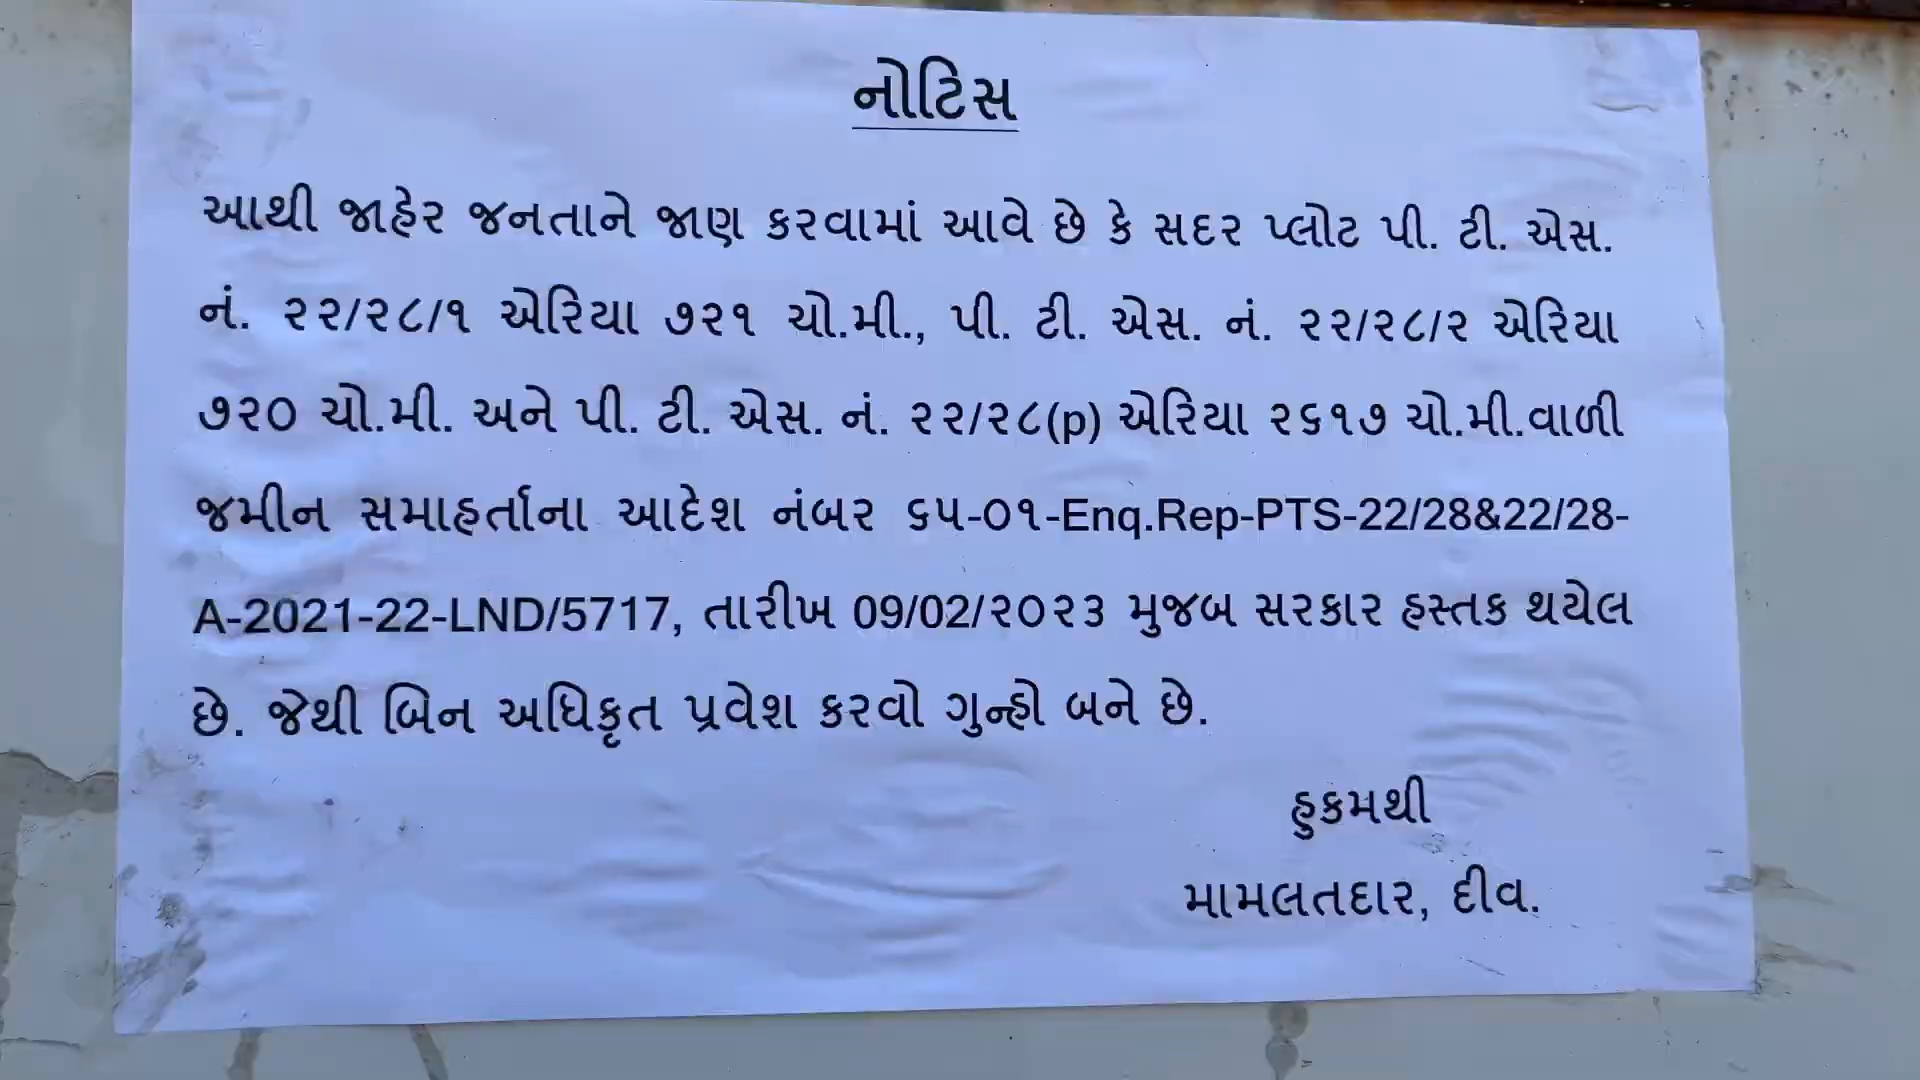 નોટિસ
આથી જાહેર જનતાને જાણ કરવામાં આવે છે કે સદર પ્લોટ પી. ટી. એસ.
નં. ૨૨/૨૮/૧ એરિયા ૭૨૧ ચો.મી., પી. ટી. એસ. નં. ૨૨/૨૮/૨ એરિયા
૭૨૦ ચો.મી. અને પી. ટી. એસ. નં. ૨૨/૨૮(p) એરિયા ૨૬૧૭ ચો.મી.વાળી
જમીન સમાહર્તાના આદેશ નંબર ૬૫-૦૧-Enq.Rep-PTS-22/28&22/28-
A-2021-22-LND/5717, તારીખ 09/02/૨૦૨૩ મુજબ સરકાર હસ્તક થયેલ
છે. જેથી બિન અધિકૃત પ્રવેશ કરવો ગુન્હો બને છે.
હુકમથી
મામલતદાર, દીવ.